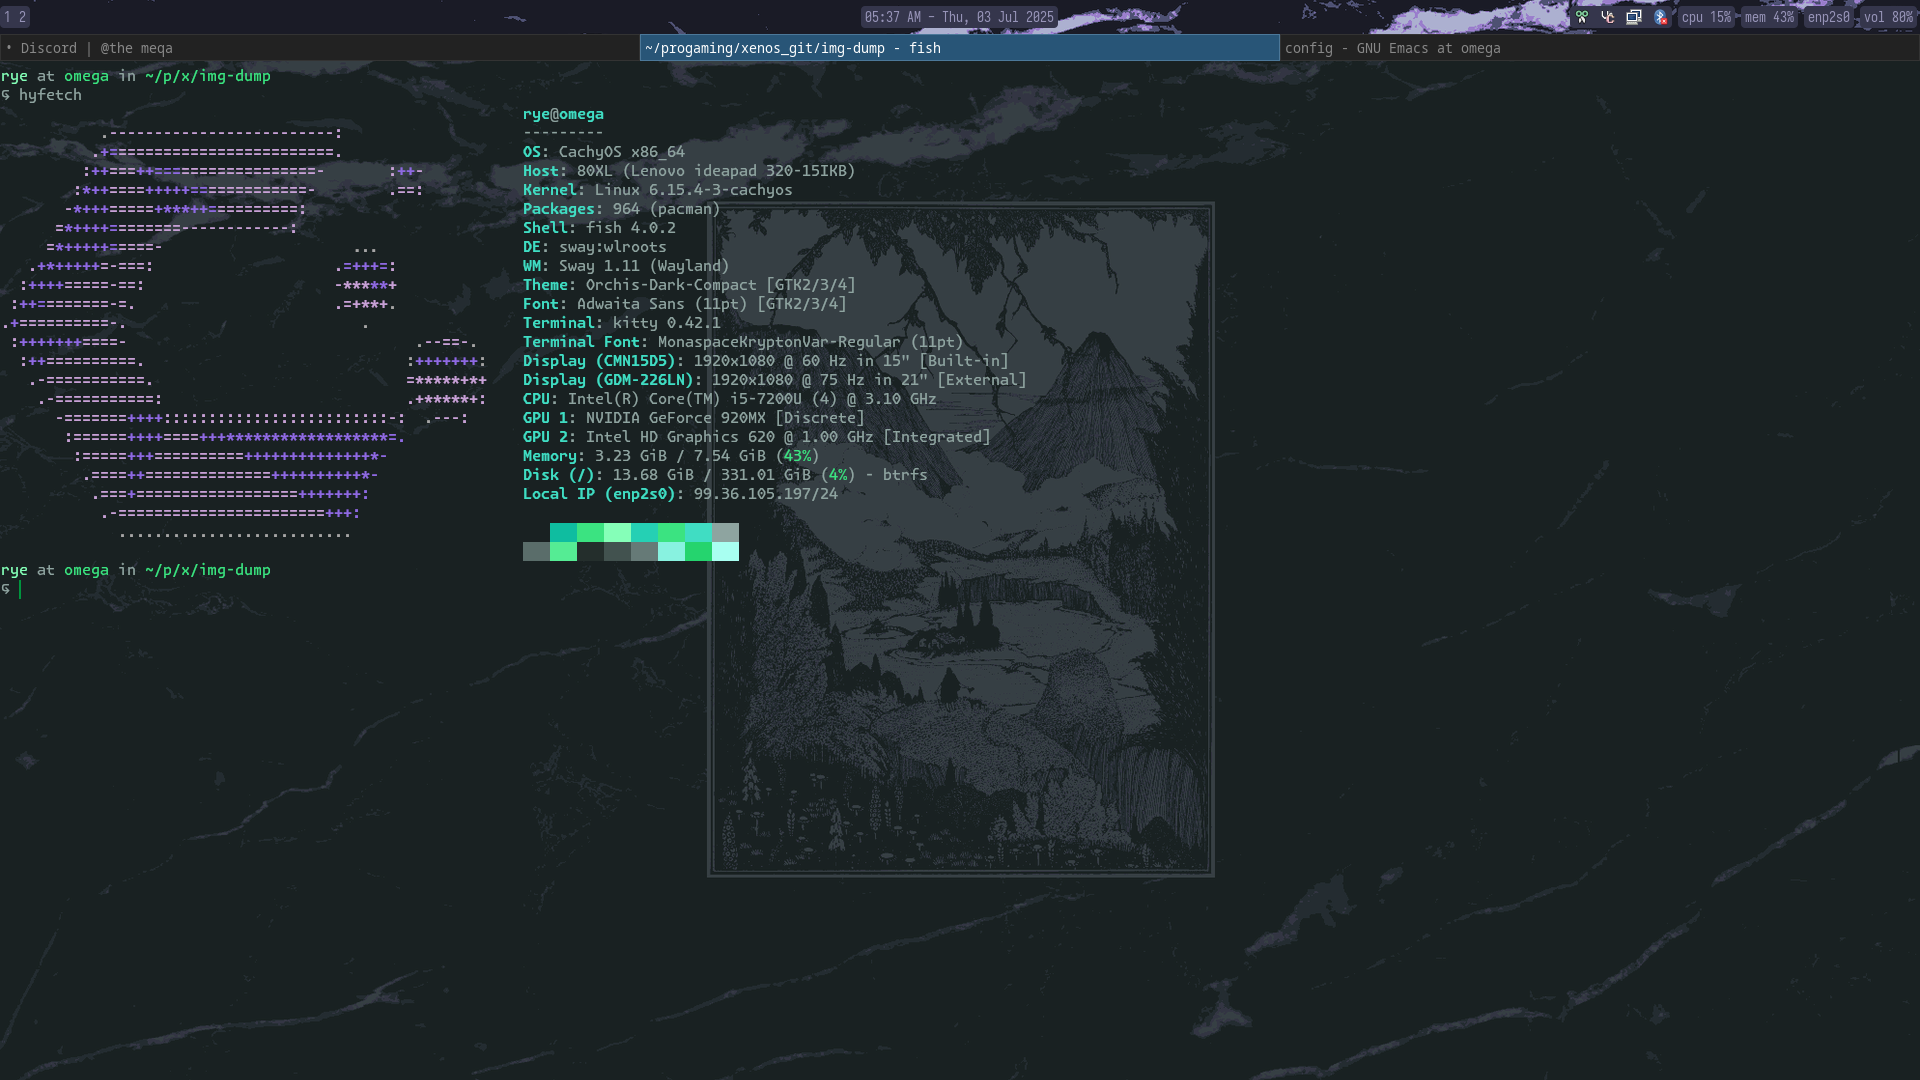 1 2
05:37 AM - Thu, 03 Jul 2025
cpu 15% mem 43% enp2s0 vol 80%
• Discord | @the meqa
~/progaming/xenos_git/img-dump - fish
config - GNU Emacs at omega
rye at omega in ~/p/x/img-dump
↳ hyfetch
rye@omega
---------
OS: CachyOS x86_64
Host: 80XL (Lenovo ideapad 320-15IKB)
Kernel: Linux 6.15.4-3-cachyos
Packages: 964 (pacman)
Shell: fish 4.0.2
DE: sway:wlroots
WM: Sway 1.11 (Wayland)
Theme: Orchis-Dark-Compact [GTK2/3/4]
Font: Adwaita Sans (11pt) [GTK2/3/4]
Terminal: kitty 0.42.1
Terminal Font: MonaspaceKryptonVar-Regular (11pt)
Display (CMN15D5): 1920x1080 @ 60 Hz in 15" [Built-in]
Display (GDM-226LN): 1920x1080 @ 75 Hz in 21" [External]
CPU: Intel(R) Core(TM) i5-7200U (4) @ 3.10 GHz
GPU 1: NVIDIA GeForce 920MX [Discrete]
GPU 2: Intel HD Graphics 620 @ 1.00 GHz [Integrated]
Memory: 3.23 GiB / 7.54 GiB (43%)
Disk (/): 13.68 GiB / 331.01 GiB (4%) - btrfs
Local IP (enp2s0): 99.36.105.197/24
rye at omega in ~/p/x/img-dump
↳